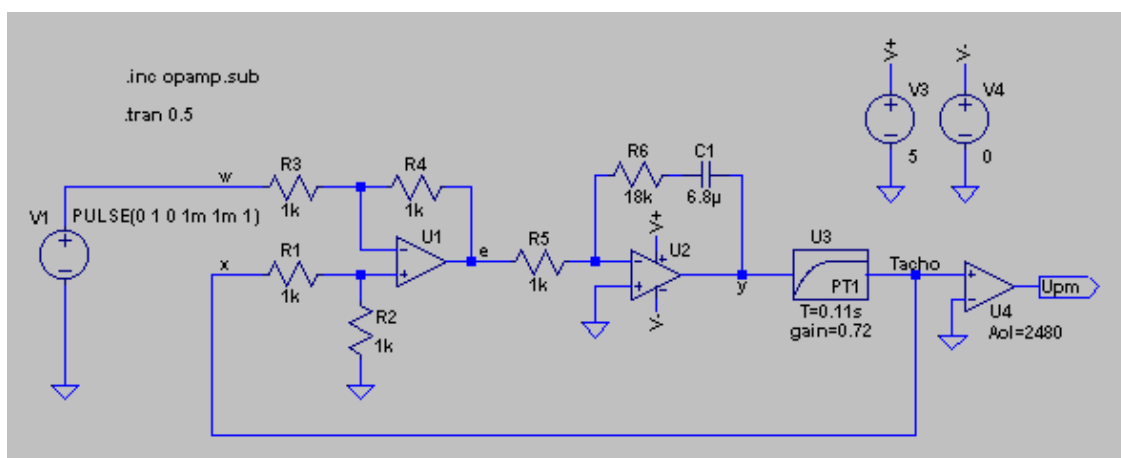 .inc opamp.sub
.tran 0.5
V+
V-
V3
V4
5
0
R3
R4
R6
C1
w
1k
1k
18k
6.8µ
V1
PULSE(0 1 0 1m 1m 1)
R1
U1
R5
V+
U2
U3
x
e
y
Tacho
1k
1k
PT1
Upm
V-
T=0.11s
gain=0.72
U4
Aol=2480
R2
1k